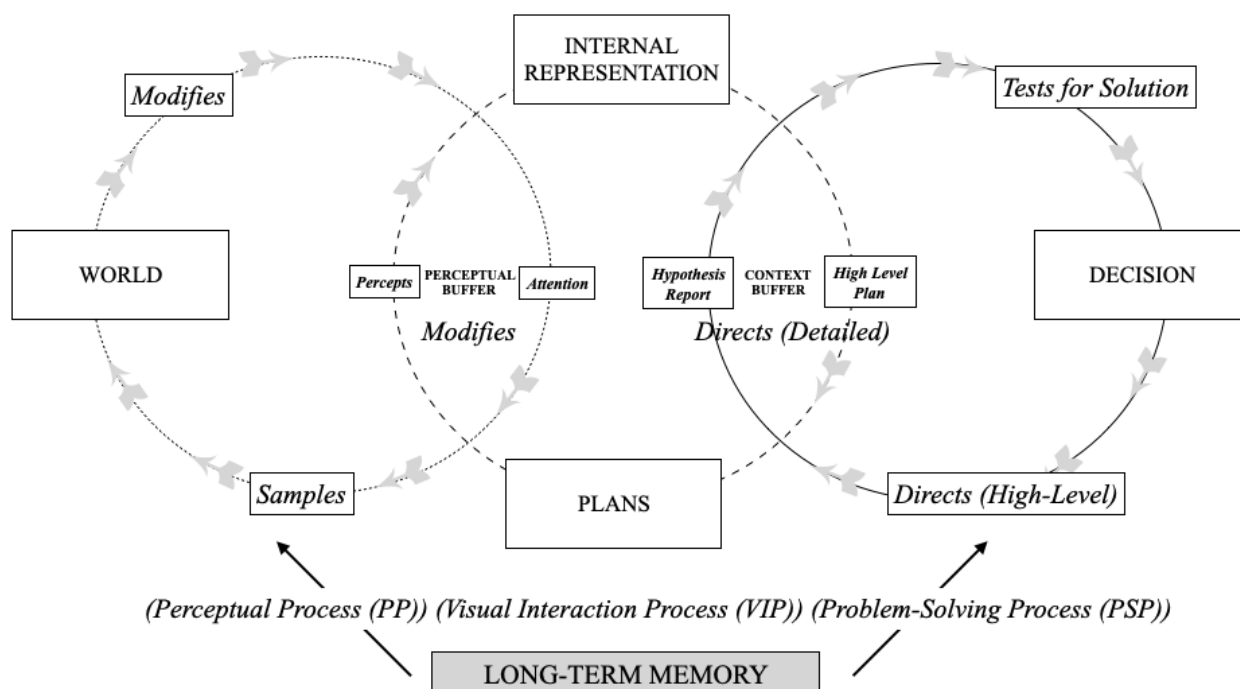 INTERNAL
REPRESENTATION
Modifies
Tests for Solution
WORLD
Percepts
PERCEPTUAL
BUFFER
Attention
Modifies
Hypothesis
Report
CONTEXT
BUFFER
High Level
Plan
Directs (Detailed)
DECISION
Samples
PLANS
Directs (High-Level)
(Perceptual Process (PP)) (Visual Interaction Process (VIP)) (Problem-Solving Process (PSP))
LONG-TERM MEMORY